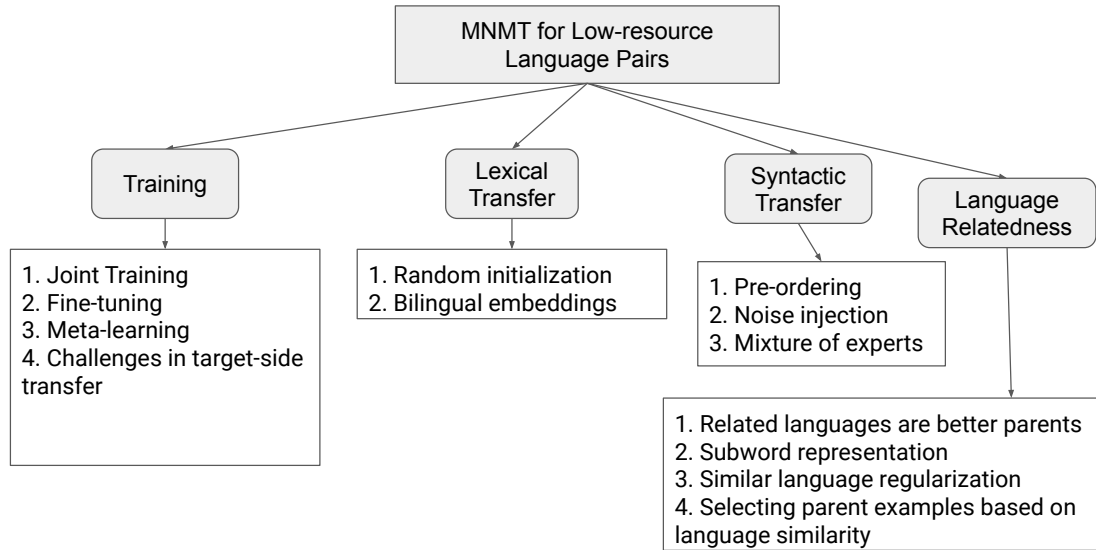 MNMT for Low-resource
Language Pairs
Training
Lexical
Transfer
Syntactic
Transfer
Language
Relatedness
1. Joint Training
2. Fine-tuning
3. Meta-learning
4. Challenges in target-side
transfer
1. Random initialization
2. Bilingual embeddings
1. Pre-ordering
2. Noise injection
3. Mixture of experts
1. Related languages are better parents
2. Subword representation
3. Similar language regularization
4. Selecting parent examples based on
language similarity